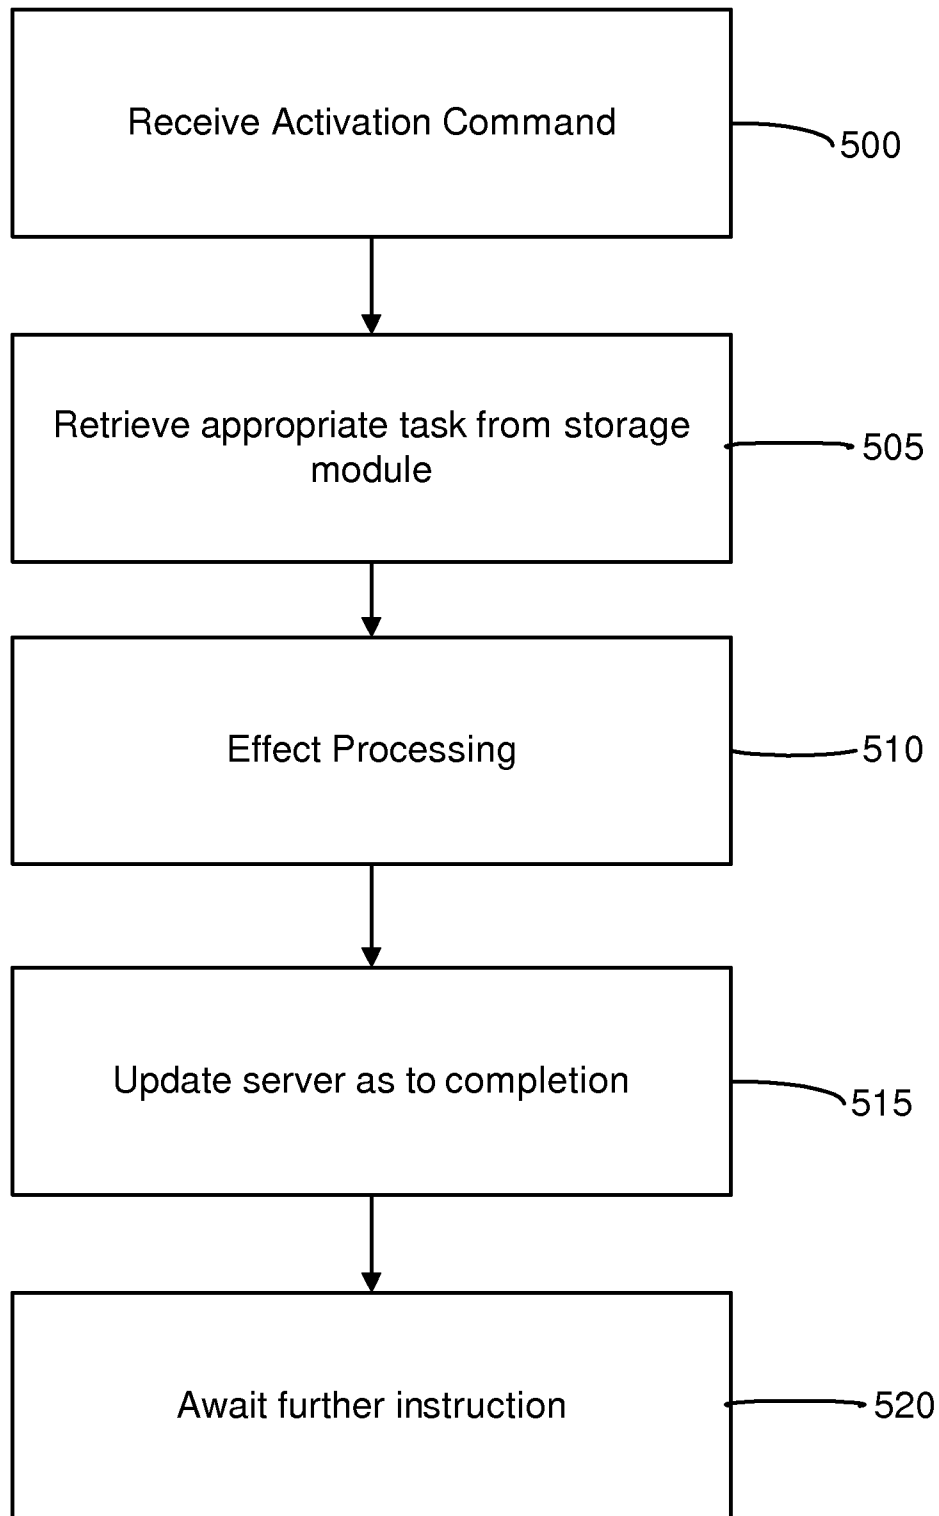 Receive Activation Command
500
Retrieve appropriate task from storage
module
505
Effect Processing
510
Update server as to completion
515
Await further instruction
520